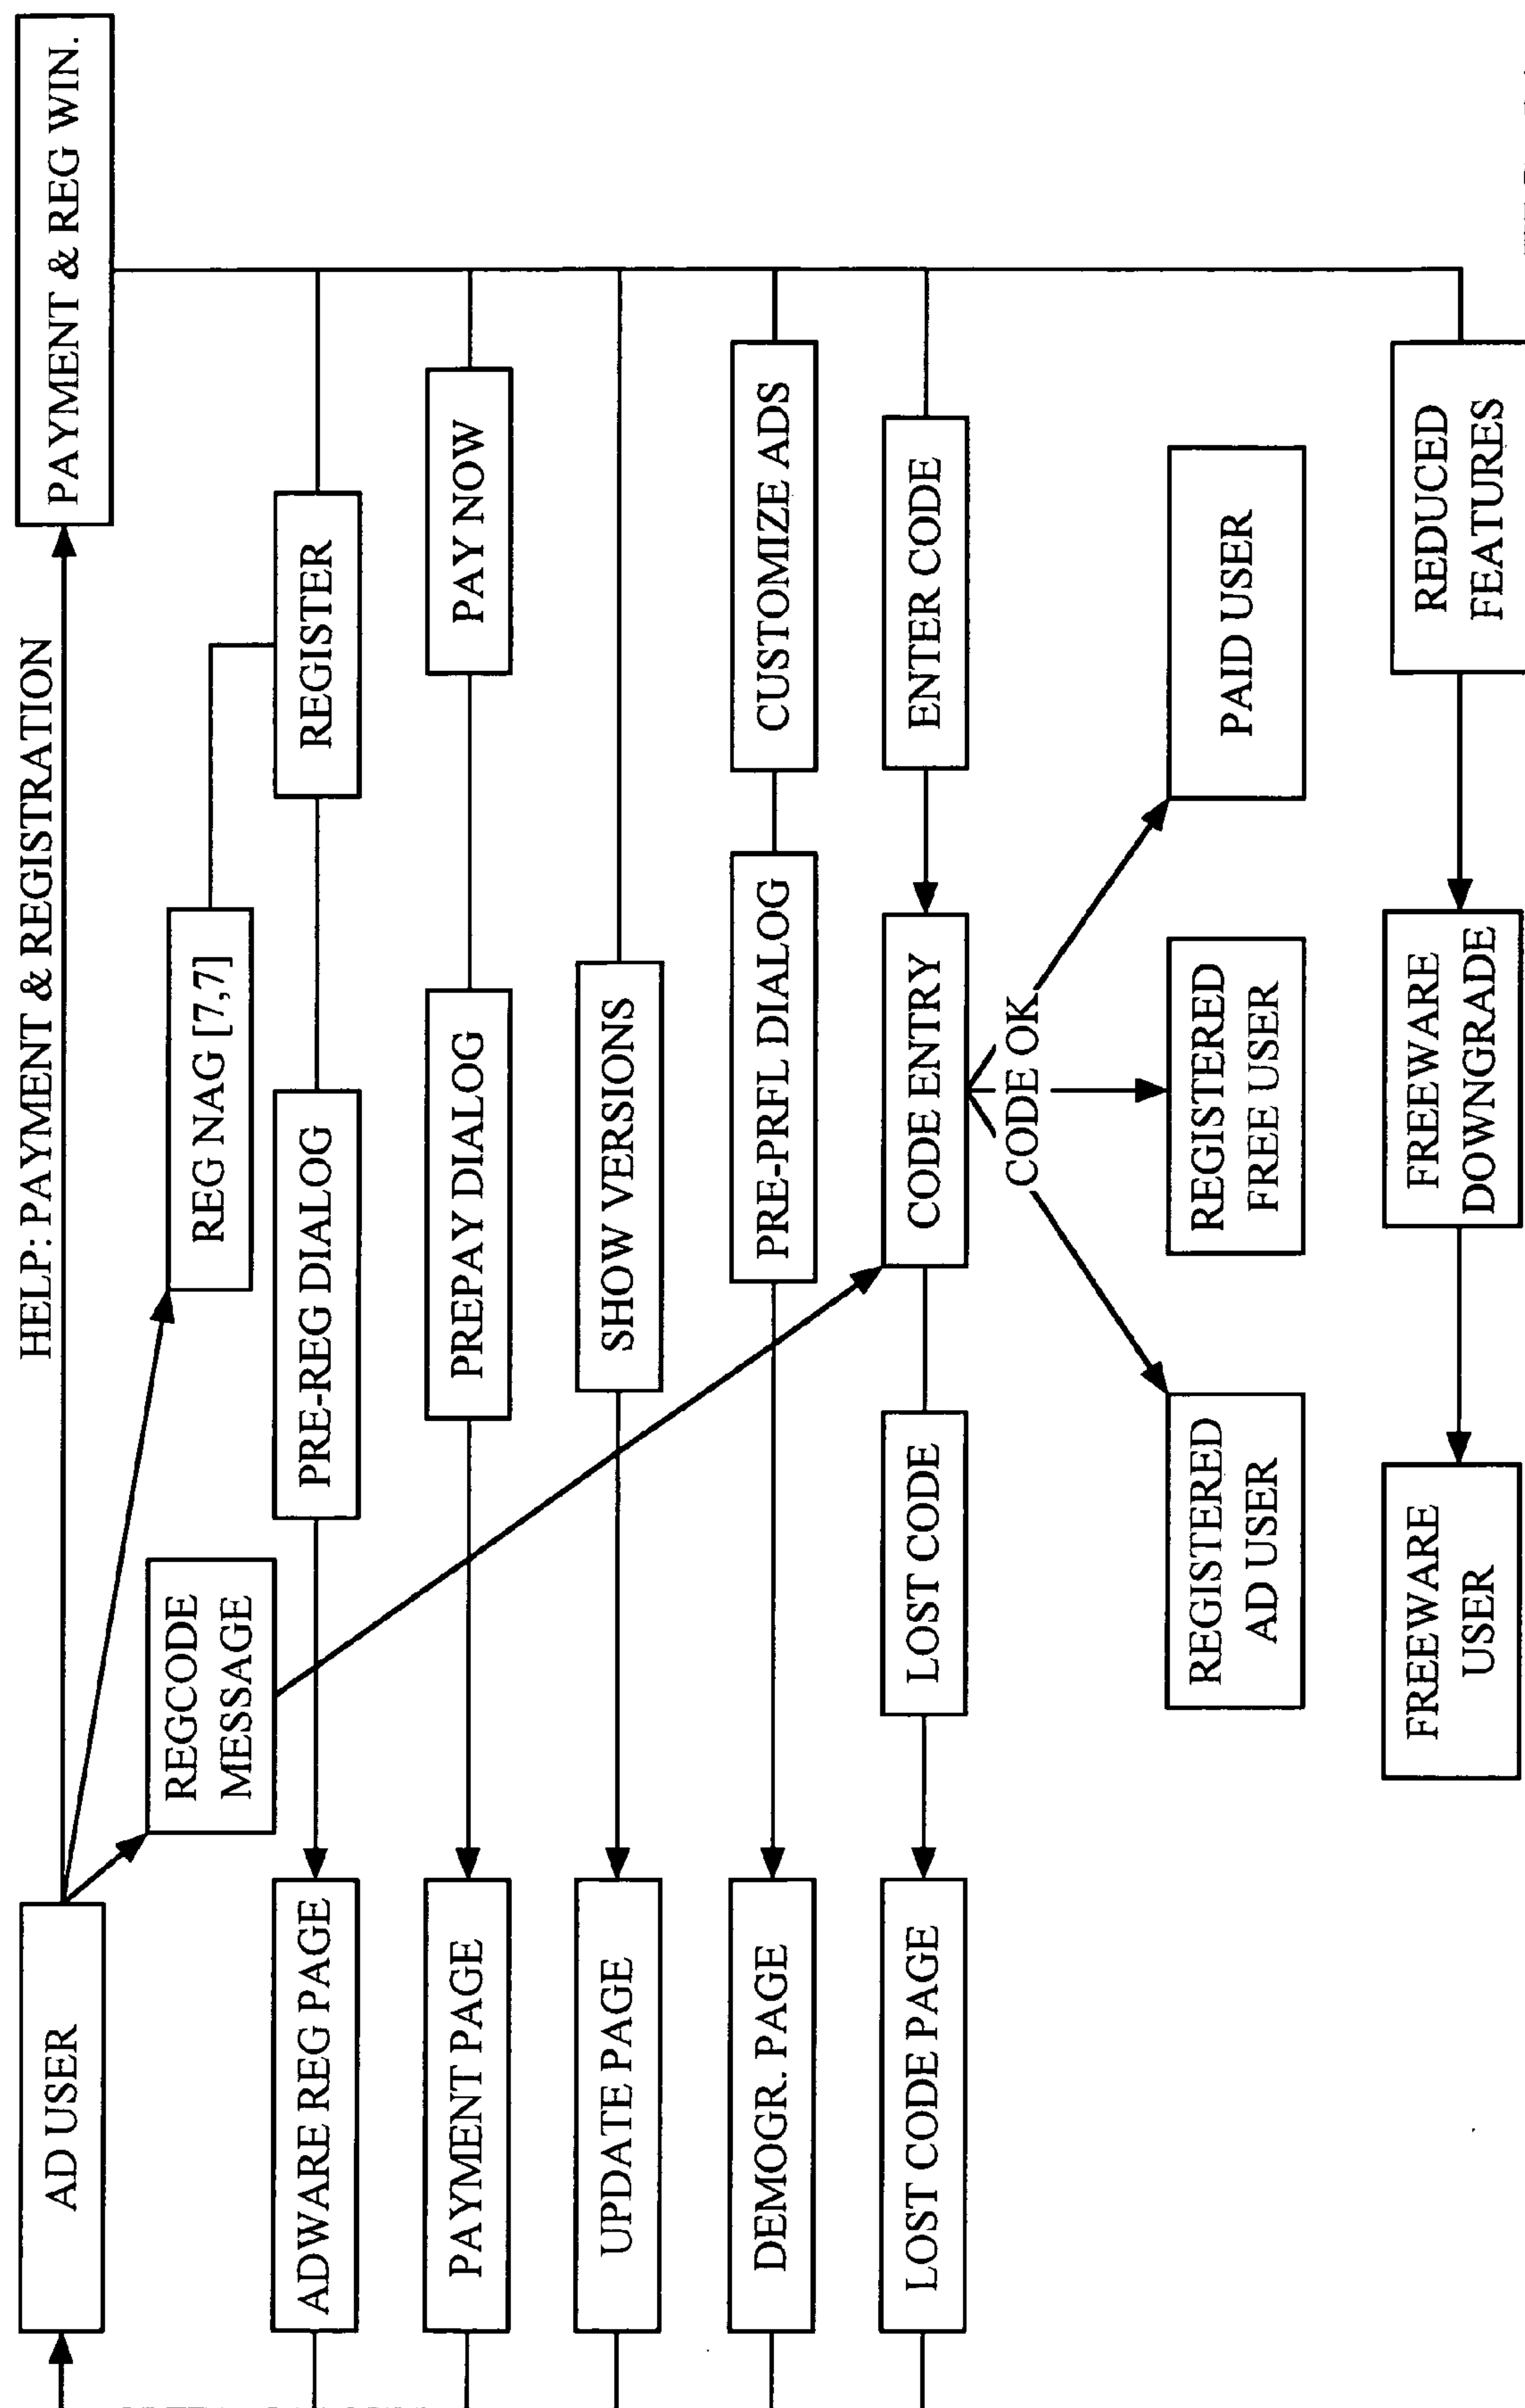 HELP: PAYMENT & REGISTRATION
AD USER
PAYMENT & REG WIN.
REGCODE
MESSAGE
REG NAG [7,7]
ADWARE REG PAGE
PRE-REG DIALOG
REGISTER
PAYMENT PAGE
PREPAY DIALOG
PAY NOW
UPDATE PAGE
SHOW VERSIONS
DEMOGR. PAGE
PRE-PRFL DIALOG
CUSTOMIZE ADS
LOST CODE PAGE
LOST CODE
CODE ENTRY
ENTER CODE
CODE OK
REGISTERED
AD USER
REGISTERED
FREE USER
PAID USER
FREEWARE
USER
FREEWARE
DOWNGRADE
REDUCED
FEATURES